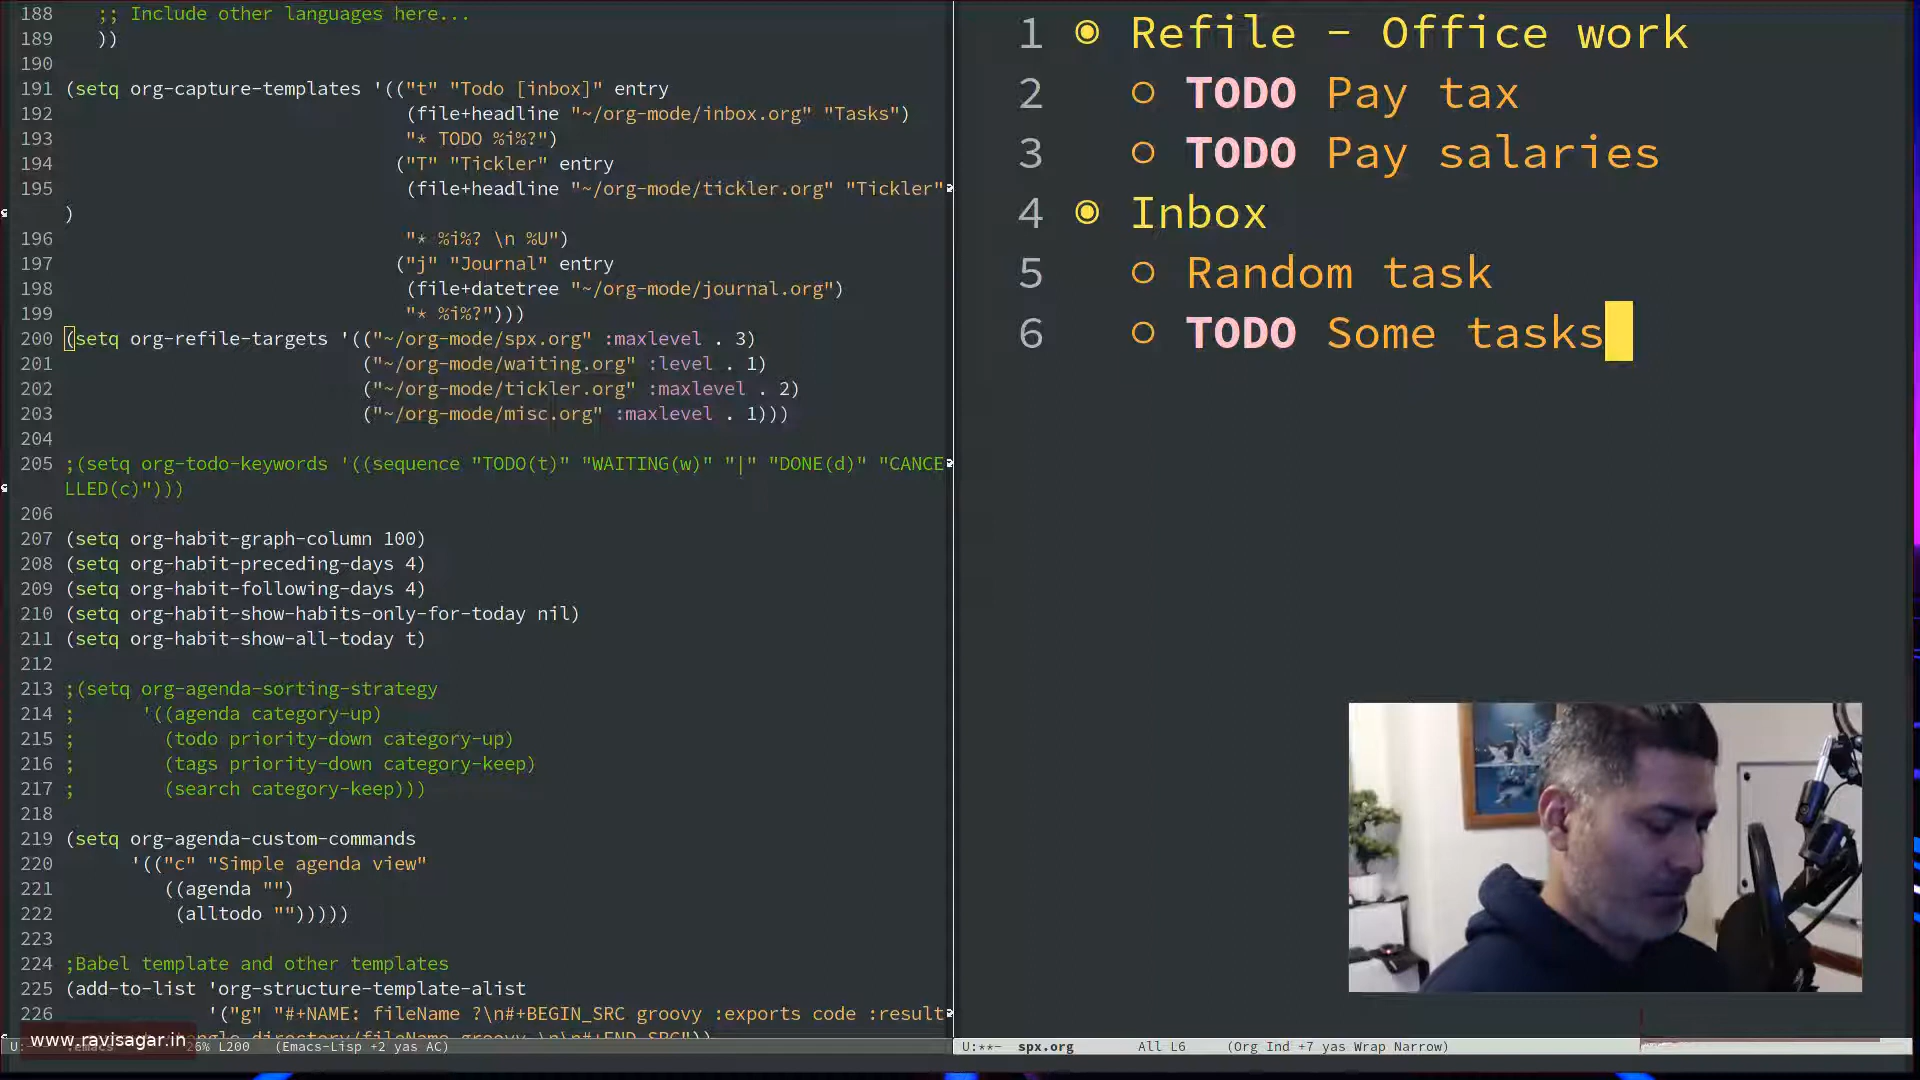 188 ;; Include other languages here...
189 ))
190
191 (setq org-capture-templates '(("t" "Todo [inbox]" entry
192 (file+headline "~/org-mode/inbox.org" "Tasks")
193 "* TODO %i%?")
194 ("T" "Tickler" entry
195 (file+headline "~/org-mode/tickler.org" "Tickler"
)
196 "* %i%? \n %U")
197 ("j" "Journal" entry
198 (file+datetree "~/org-mode/journal.org")
199 "* %i%?")))
200 (setq org-refile-targets '(("~/org-mode/spx.org" :maxlevel . 3)
201 ("~/org-mode/waiting.org" :level . 1)
202 ("~/org-mode/tickler.org" :maxlevel . 2)
203 ("~/org-mode/misc.org" :maxlevel . 1)))
204
205 ;(setq org-todo-keywords '((sequence "TODO(t)" "WAITING(w)" "|" "DONE(d)" "CANCE
LLED(c)")))
206
207 (setq org-habit-graph-column 100)
208 (setq org-habit-preceding-days 4)
209 (setq org-habit-following-days 4)
210 (setq org-habit-show-habits-only-for-today nil)
211 (setq org-habit-show-all-today t)
212
213 ;(setq org-agenda-sorting-strategy
214 ; '((agenda category-up)
215 ; (todo priority-down category-up)
216 ; (tags priority-down category-keep)
217 ; (search category-keep)))
218
219 (setq org-agenda-custom-commands
220 '(("c" "Simple agenda view"
221 ((agenda "")
222 (alltodo "")))))
223
224 ;Babel template and other templates
225 (add-to-list 'org-structure-template-alist
226 '("g" "#+NAME: fileName ?\n#+BEGIN_SRC groovy :exports code :result
www.ravisagar.in
26% L200 (Emacs-Lisp +2 yas AC)
1 Refile - Office work
2 TODO Pay tax
3 TODO Pay salaries
4 Inbox
5 Random task
6 TODO Some tasks
U:**- spx.org All L6 (Org Ind +7 yas Wrap Narrow)